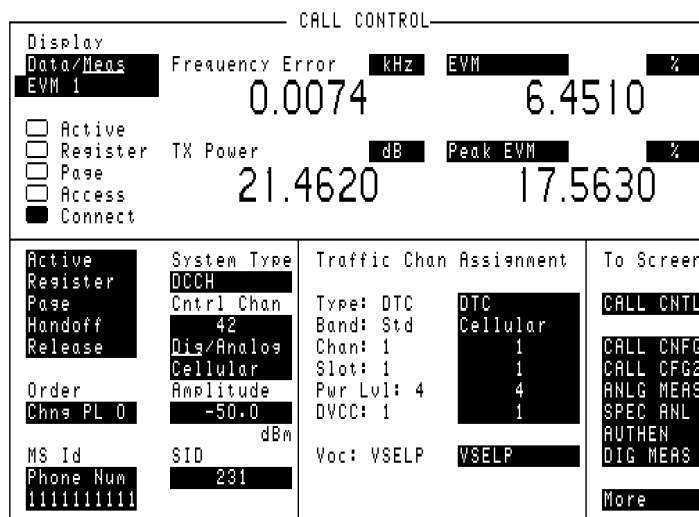 CALL CONTROL
Display
Data/Meas
EVM 1
Active
Register
Page
Access
Connect
Frequency Error kHz
0.0074
EVM %
6.4510
TX Power dB
21.4620
Peak EVM %
17.5630
Active
Register
Page
Handoff
Release
Order
Chng PL 0
MS Id
Phone Num
1111111111
System Type
DCCH
Cntrl Chan
42
Dig/Analog
Cellular
Amplitude
-50.0
dBm
SID
231
Traffic Chan Assignment
Type: DTC DTC
Band: Std Cellular
Chan: 1 1
Slot: 1 1
Pwr Lvl: 4 4
DVCC: 1 1
Voc: VSELP VSELP
To Screen
CALL CNTL
CALL CNFG
CALL CFG2
ANLG MEAS
SPEC ANL
AUTHEN
DIG MEAS
More